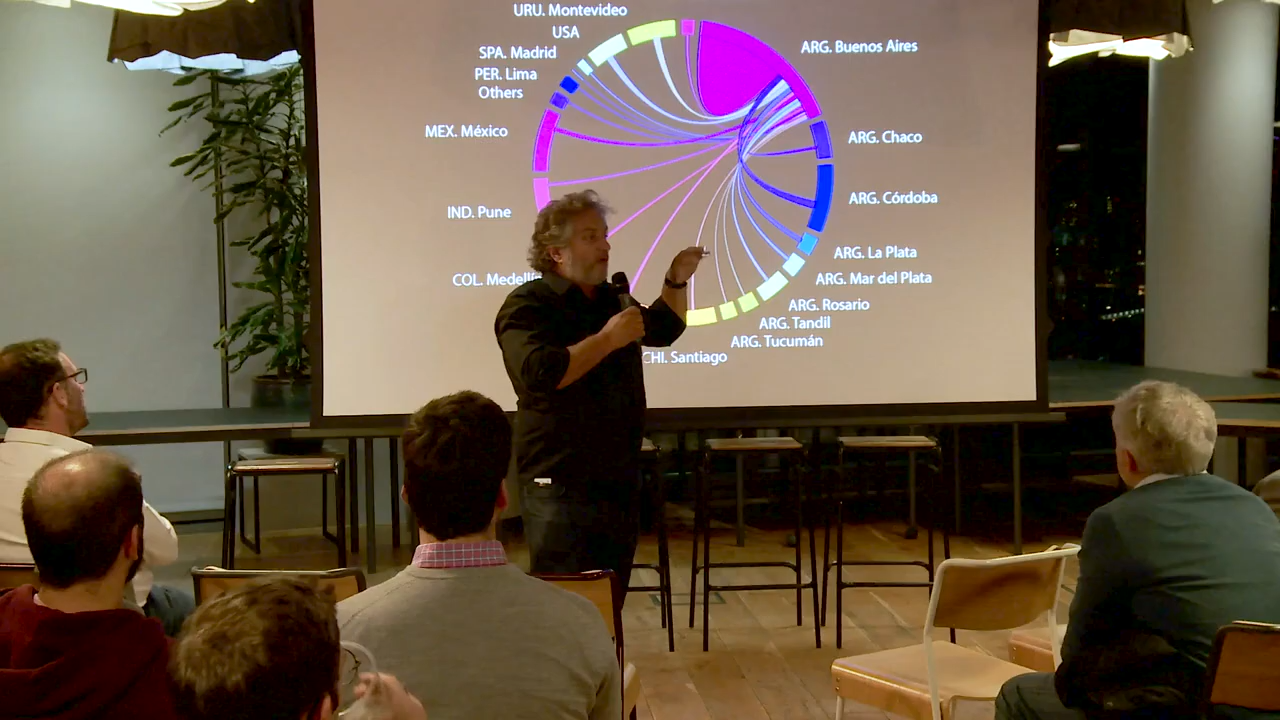 URU. Montevideo
USA
SPA. Madrid
PER. Lima
Others
MEX. México
IND. Pune
COL. Medellín
ARG. Buenos Aires
ARG. Chaco
ARG. Córdoba
ARG. La Plata
ARG. Mar del Plata
ARG. Rosario
ARG. Tandil
ARG. Tucumán
CHI. Santiago